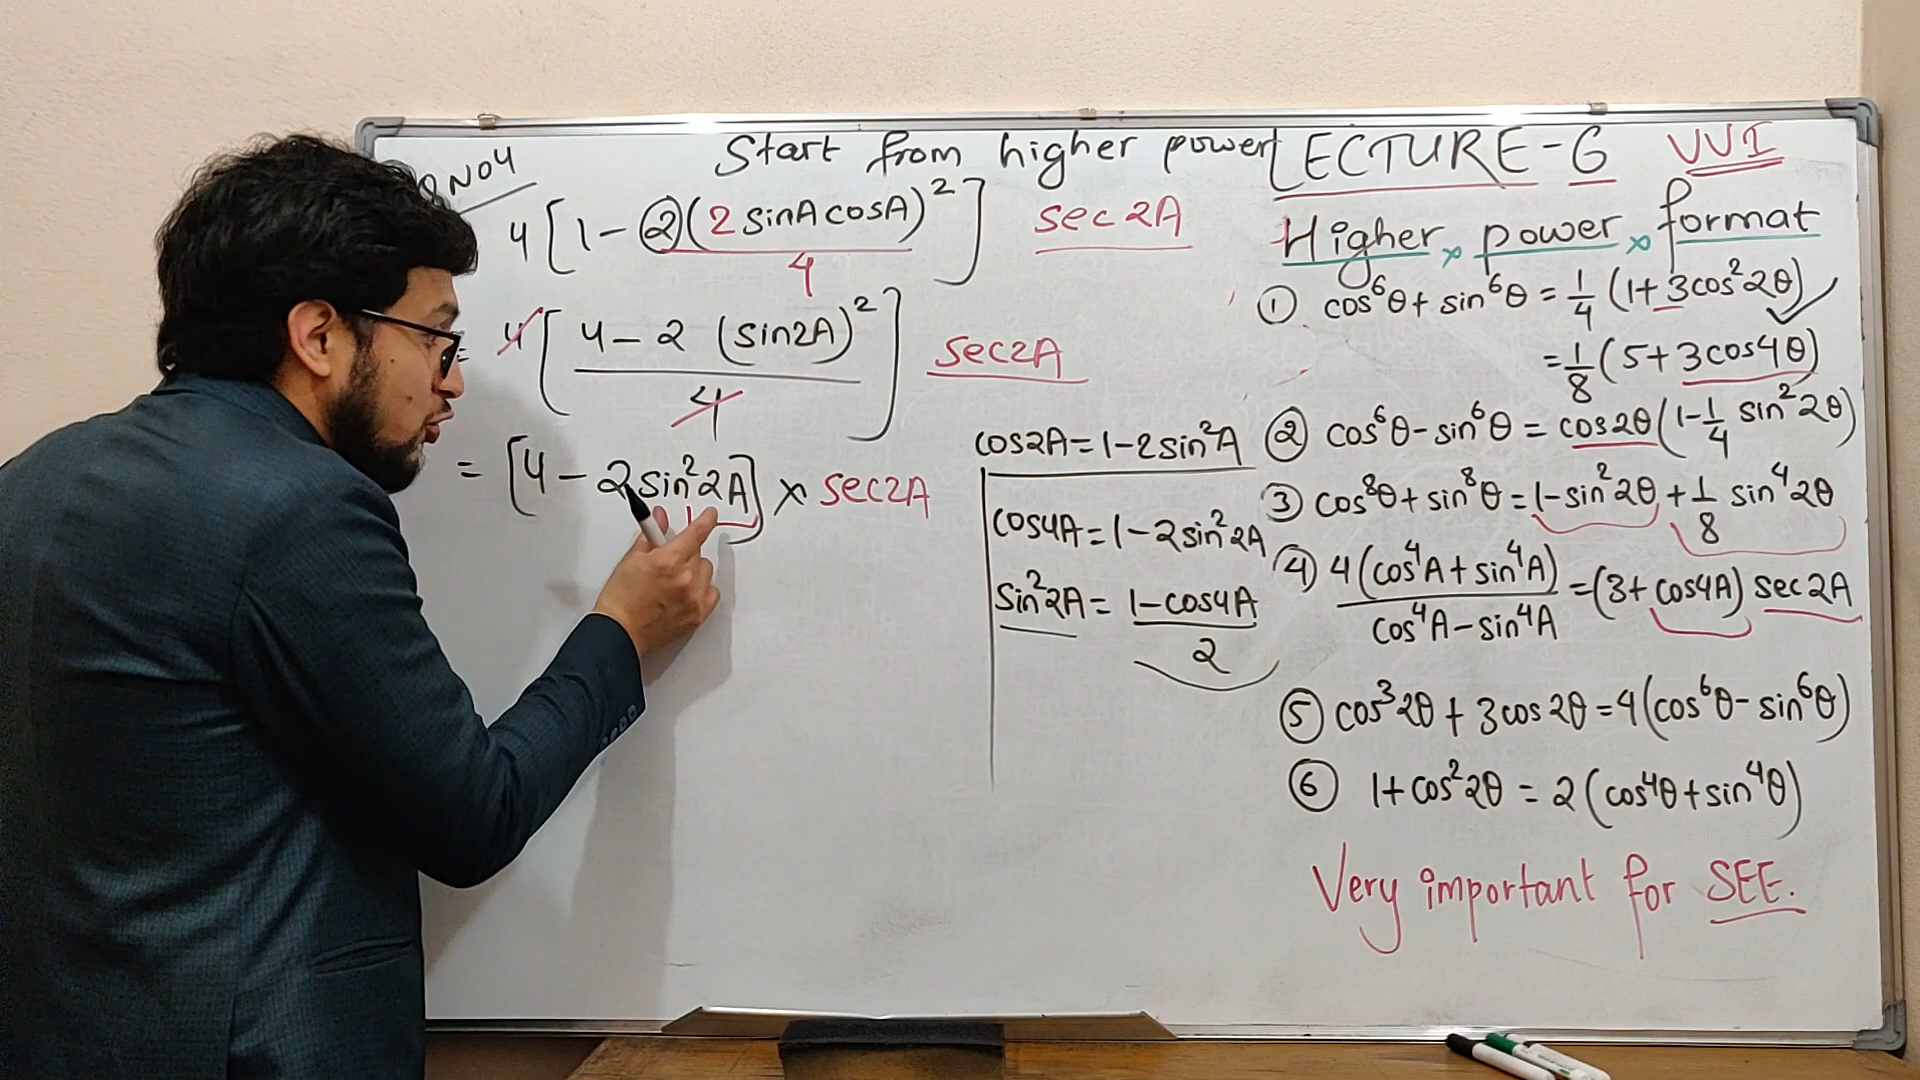 Start from higher power
LECTURE-6 VVI
Q NO4
4[1-2(2sinAcosA)²/4] sec2A
= 4[4-2(sin2A)²/4] sec2A
= [4-2sin²2A] × sec2A
cos2A=1-2sin²A
cos4A=1-2sin²2A
sin²2A=1-cos4A/2
Higher power format
① cos⁶θ+sin⁶θ=1/4(1+3cos²2θ)
=1/8(5+3cos4θ)
② cos⁶θ-sin⁶θ=cos2θ(1-1/4 sin²2θ)
③ cos⁸θ+sin⁸θ=1-sin²2θ+1/8 sin⁴2θ
④ 4(cos⁴A+sin⁴A)/cos⁴A-sin⁴A=(3+cos4A) sec2A
⑤ cos³2θ+3cos2θ=4(cos⁶θ-sin⁶θ)
⑥ 1+cos²2θ=2(cos⁴θ+sin⁴θ)
Very important for SEE.